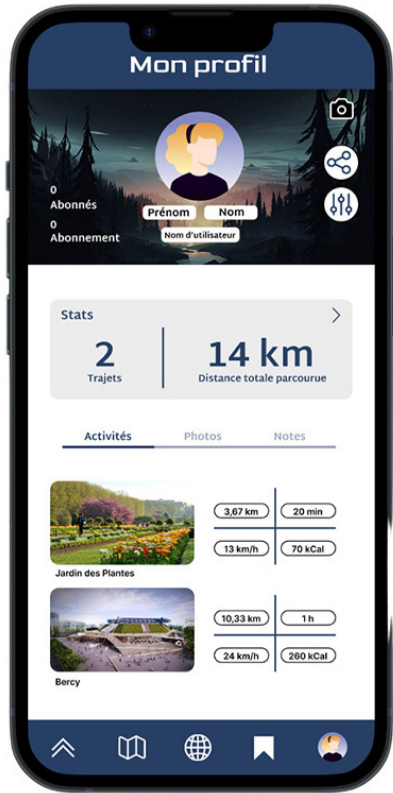 Mon profil
0
Abonnés
0
Abonnement
Prénom Nom
Nom d'utilisateur
Stats
2
Trajets
14 km
Distance totale parcourue
Activités Photos Notes
3,67 km 20 min
13 km/h 70 kCal
Jardin des Plantes
10,33 km 1 h
24 km/h 260 kCal
Bercy